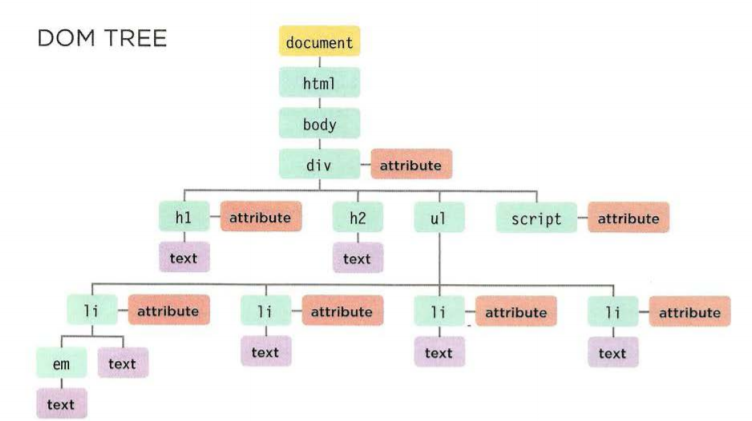 DOM TREE
document
html
body
div attribute
h1 attribute h2 ul script attribute
text text
li attribute li attribute li attribute li attribute
em text text text text
text